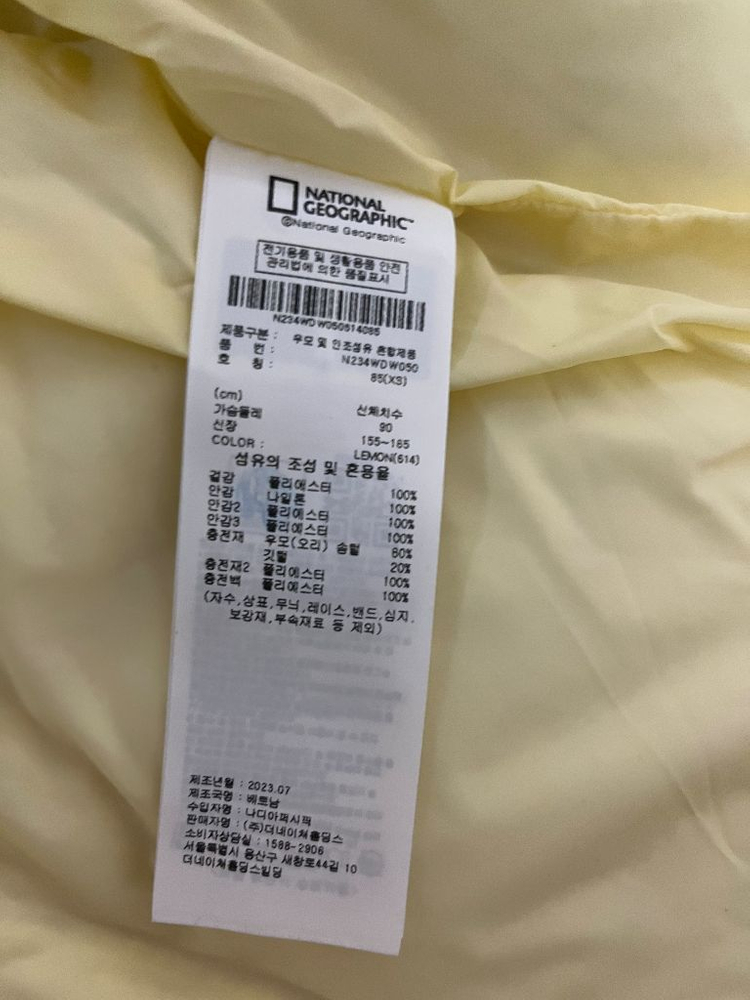 NATIONAL
GEOGRAPHIC™
©National Geographic
전기용품 및 생활용품 안전
관리법에 의한 품질표시
N234WDW050614085
제품구분 : 우모 및 인조섬유 혼합제품
품 번 : N234WDW050
호 칭 : 85(XS)
(cm) 신체치수
가슴둘레 90
신장 155~165
COLOR : LEMON(614)
섬유의 조성 및 혼용율
겉감 폴리에스터 100%
안감 나일론 100%
안감2 폴리에스터 100%
안감3 폴리에스터 100%
충전재 우모(오리) 솜털 80%
깃털 20%
충전재2 폴리에스터 100%
충전백 폴리에스터 100%
(자수,상표,무늬,레이스,밴드,심지,
보강재,부속재료 등 제외)
제조년월 : 2023.07
제조국명 : 베트남
수입자명 : 나디아퍼시픽
판매자명 : (주)더네이쳐홀딩스
소비자상담실 : 1588-2906
서울특별시 용산구 새창로44길 10
더네이쳐홀딩스빌딩